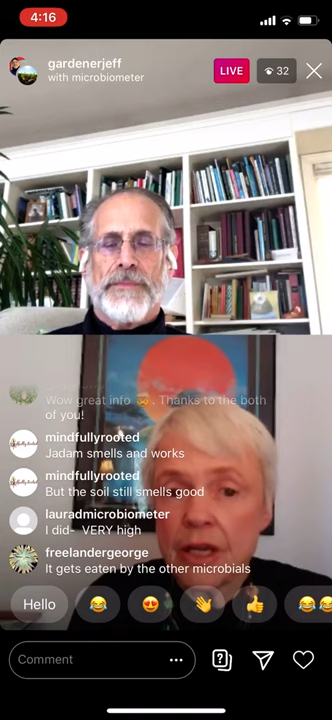 4:16
gardenerjeff
with microbiometer
LIVE
32
Wow great info 🤯. Thanks to the both
of you!
mindfullyrooted
Jadam smells and works
mindfullyrooted
But the soil still smells good
lauradmicrobiometer
I did- VERY high
freelandergeorge
It gets eaten by the other microbials
Hello
Comment